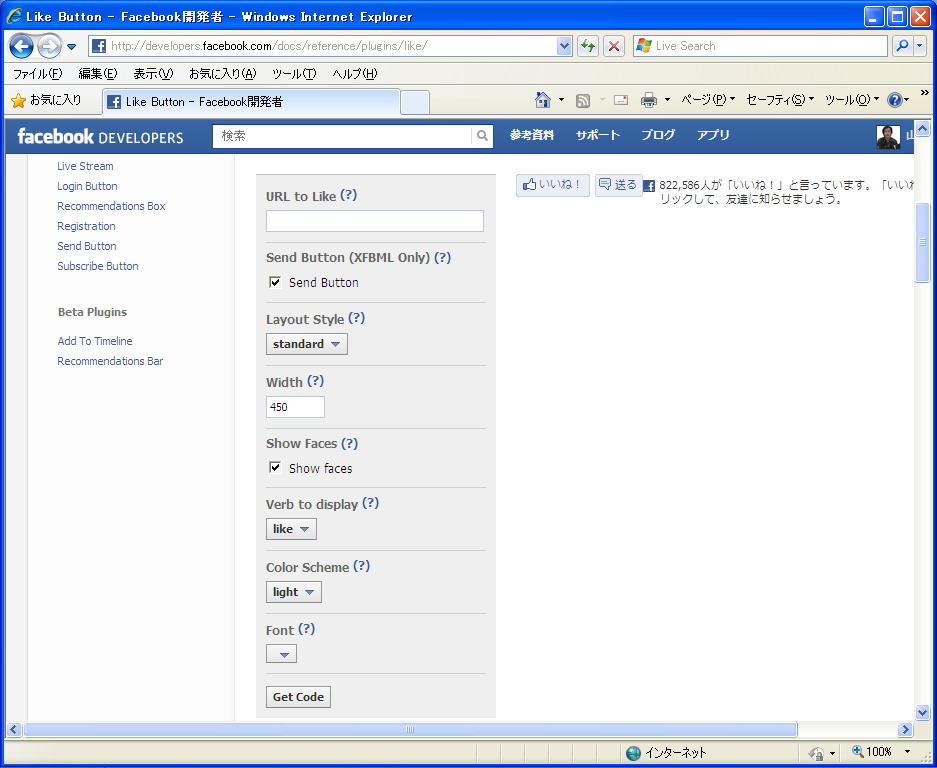 Like Button - Facebook開発者 - Windows Internet Explorer
http://developers.facebook.com/docs/reference/plugins/like/
Live Search
ファイル(F) 編集(E) 表示(V) お気に入り(A) ツール(T) ヘルプ(H)
お気に入り Like Button - Facebook開発者 ページ(P) セーフティ(S) ツール(O)
facebook DEVELOPERS 検索 参考資料 サポート ブログ アプリ 山
Live Stream
Login Button
Recommendations Box
Registration
Send Button
Subscribe Button
Beta Plugins
Add To Timeline
Recommendations Bar
URL to Like (?)
Send Button (XFBML Only) (?)
Send Button
Layout Style (?)
standard
Width (?)
450
Show Faces (?)
Show faces
Verb to display (?)
like
Color Scheme (?)
light
Font (?)
Get Code
いいね！ 送る 822,586人が「いいね！」と言っています。「いいね
リックして、友達に知らせましょう。
インターネット 100%